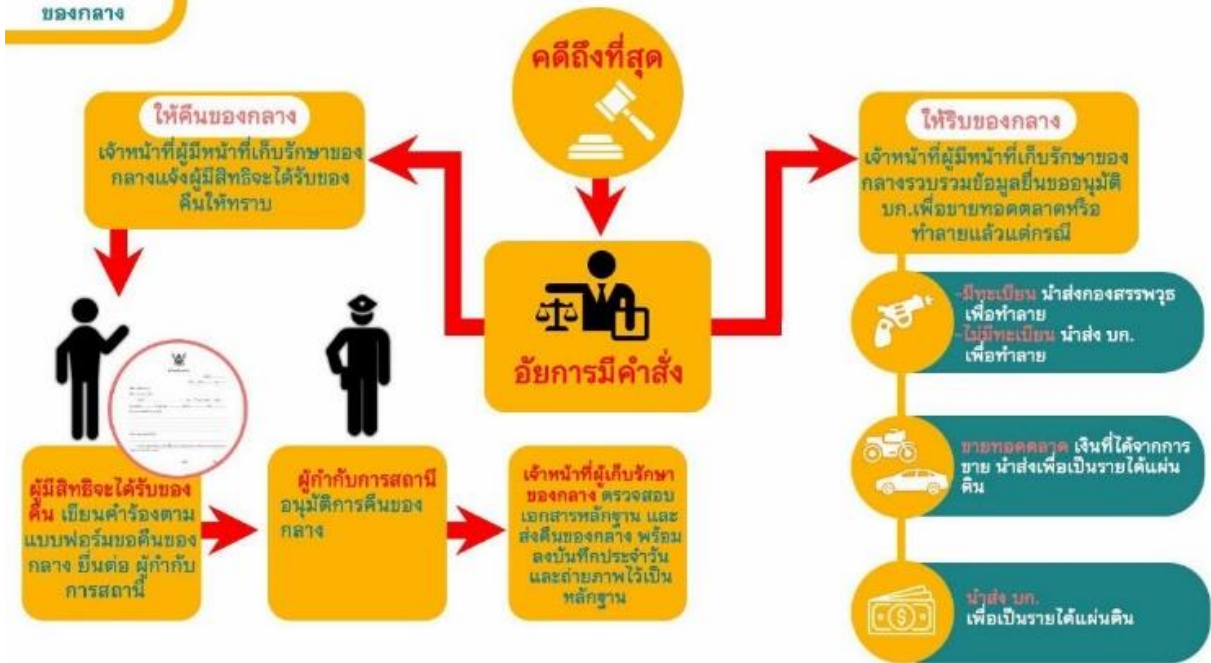 ของกลาง
คดีถึงที่สุด
ให้คืนของกลาง
เจ้าหน้าที่ผู้มีหน้าที่เก็บรักษาของ
กลางแจ้งผู้มีสิทธิจะได้รับของ
คืนให้ทราบ
ให้ริบของกลาง
เจ้าหน้าที่ผู้มีหน้าที่เก็บรักษาของ
กลางรวบรวมข้อมูลยื่นขออนุมัติ
บก.เพื่อขายทอดตลาดหรือ
ทำลายแล้วแต่กรณี
อัยการมีคำสั่ง
-มีทะเบียน นำส่งกองสรรพวุธ
เพื่อทำลาย
-ไม่มีทะเบียน นำส่ง บก.
เพื่อทำลาย
ขายทอดตลาด เงินที่ได้จากการ
ขาย นำส่งเพื่อเป็นรายได้แผ่น
ดิน
นำส่ง บก.
เพื่อเป็นรายได้แผ่นดิน
ผู้มีสิทธิจะได้รับของ
คืน เขียนคำร้องตาม
แบบฟอร์มขอคืนของ
กลาง ยื่นต่อ ผู้กำกับ
การสถานี
ผู้กำกับการสถานี
อนุมัติการคืนของ
กลาง
เจ้าหน้าที่ผู้เก็บรักษา
ของกลาง ตรวจสอบ
เอกสารหลักฐาน และ
ส่งคืนของกลาง พร้อม
ลงบันทึกประจำวัน
และถ่ายภาพไว้เป็น
หลักฐาน